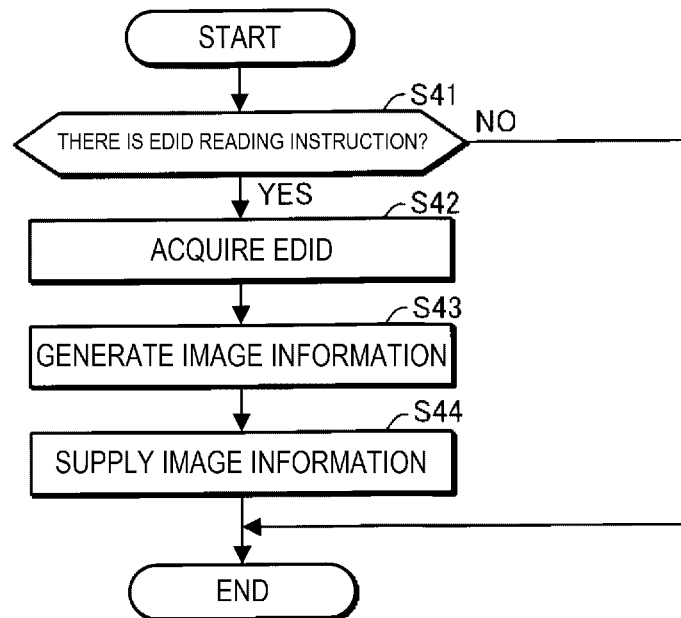 START
S41
THERE IS EDID READING INSTRUCTION?
NO
YES
S42
ACQUIRE EDID
S43
GENERATE IMAGE INFORMATION
S44
SUPPLY IMAGE INFORMATION
END